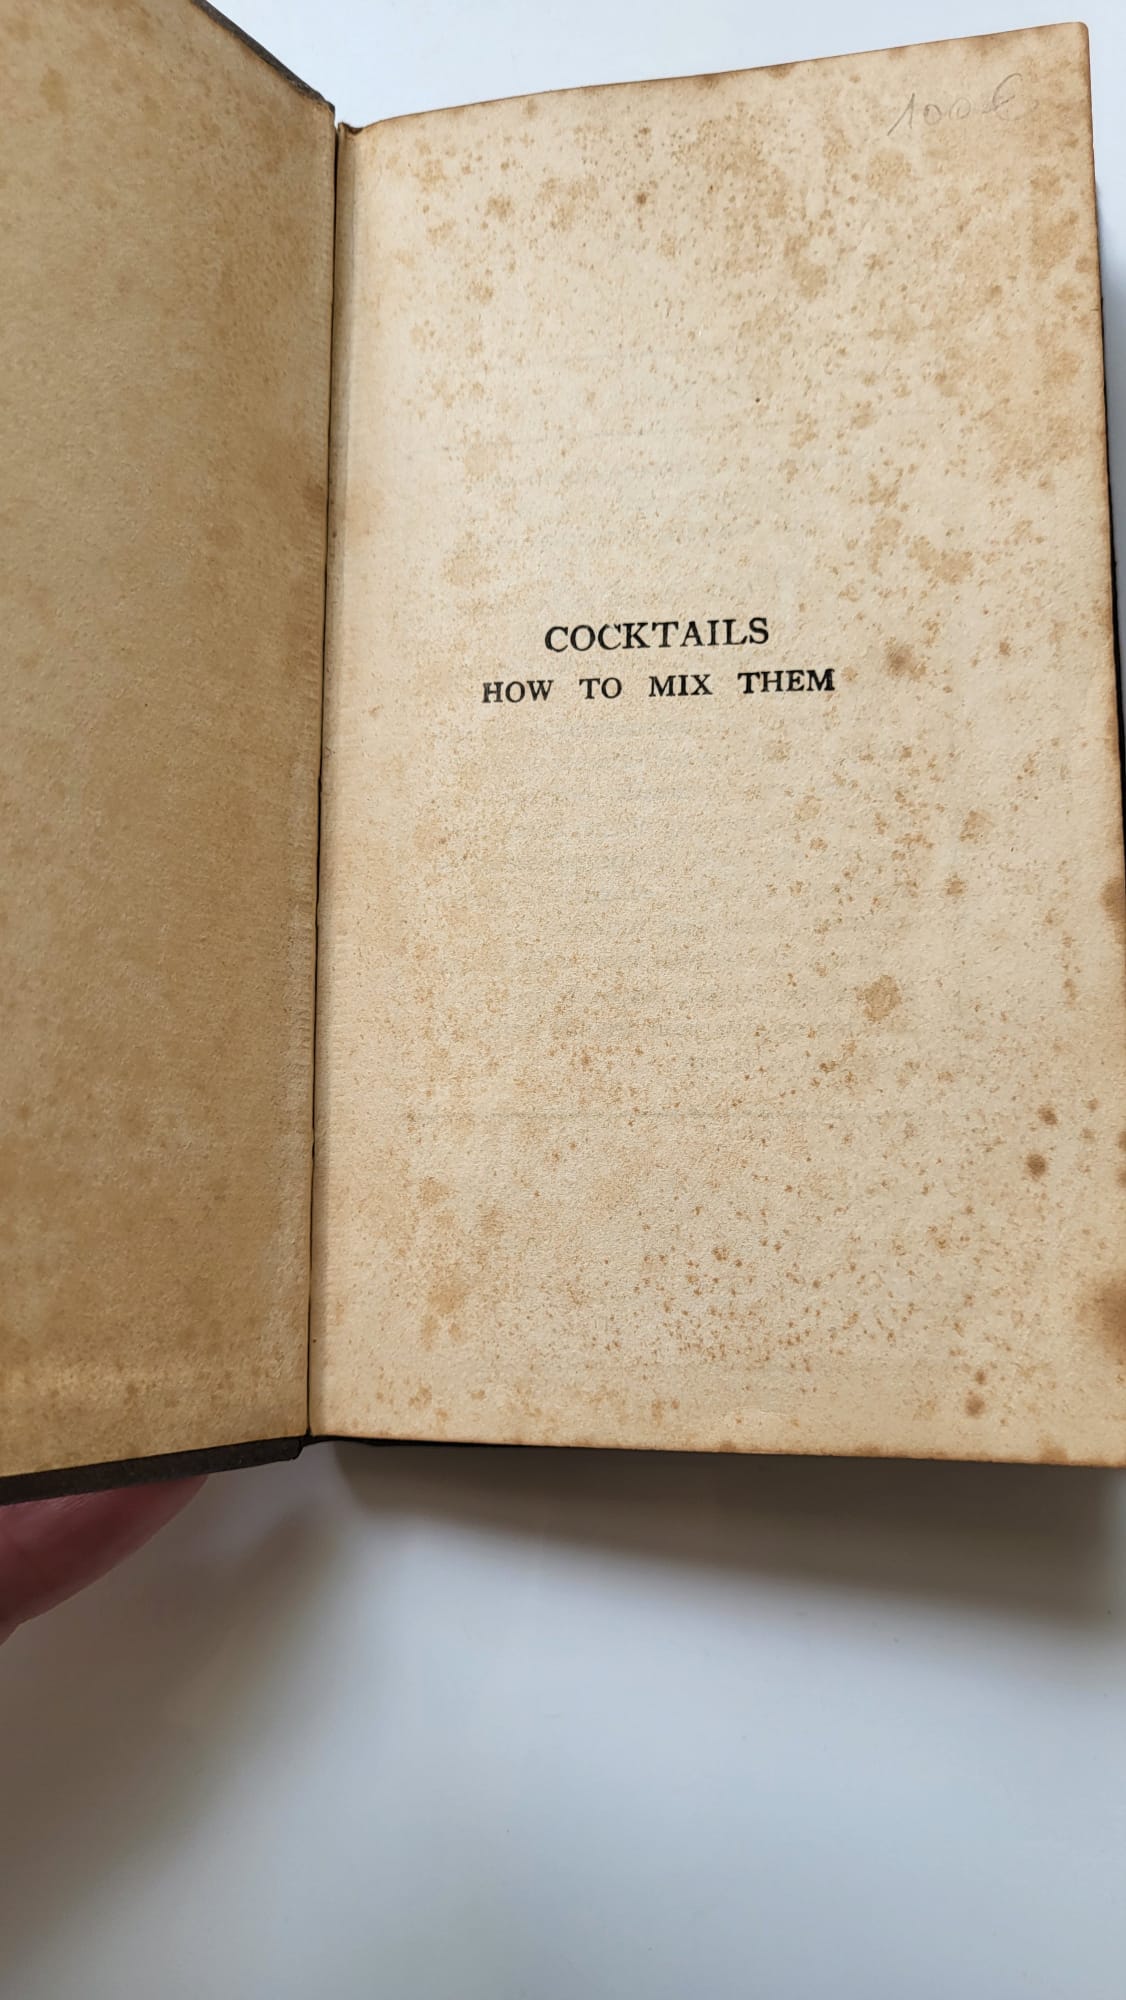 100€
COCKTAILS
HOW TO MIX THEM